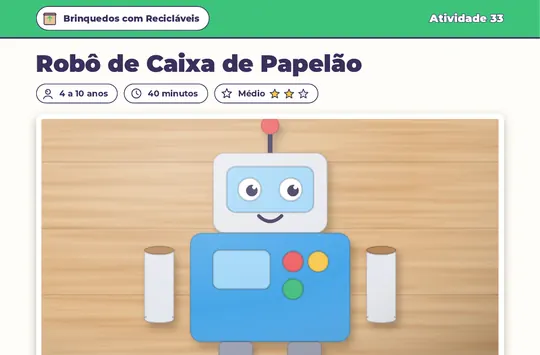 Brinquedos com Recicláveis
Atividade 33
Robô de Caixa de Papelão
4 a 10 anos
40 minutos
Médio